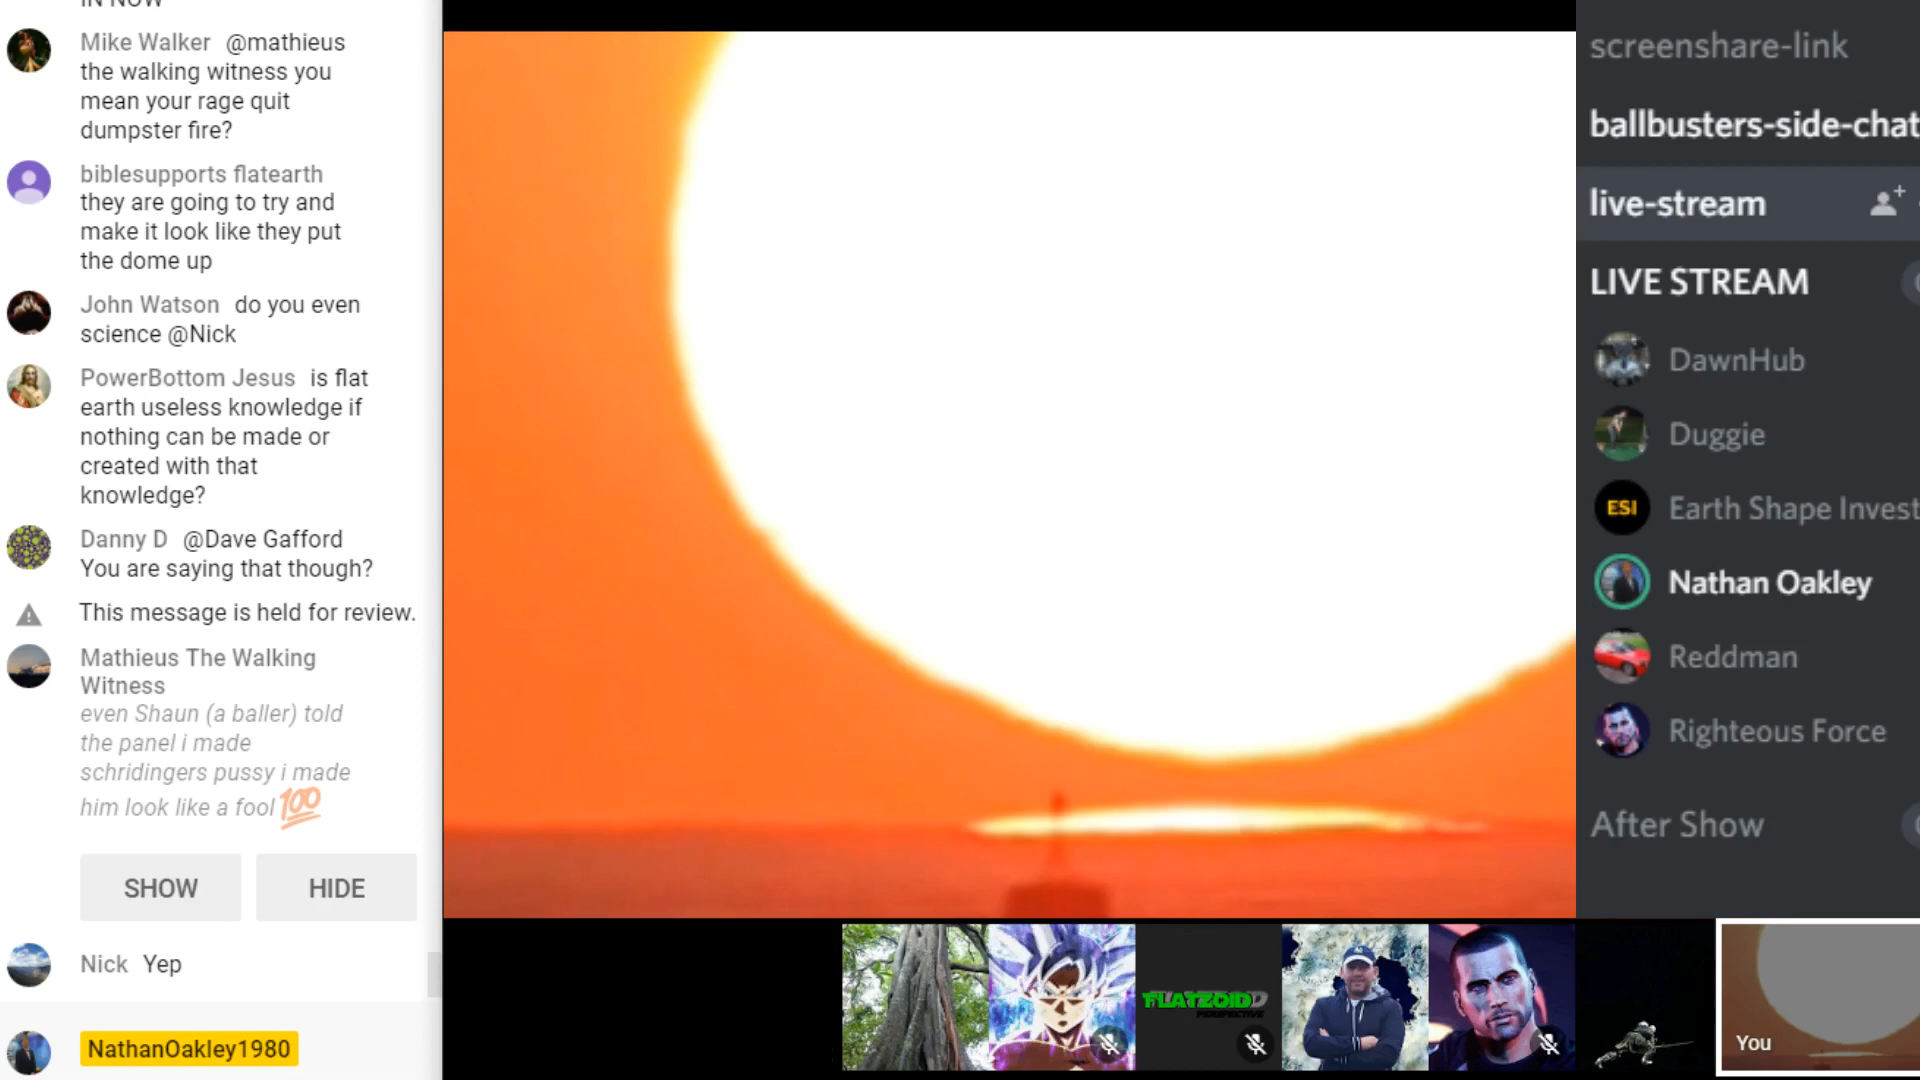 Mike Walker @mathieus
the walking witness you
mean your rage quit
dumpster fire?
biblesupports flatearth
they are going to try and
make it look like they put
the dome up
John Watson do you even
science @Nick
PowerBottom Jesus is flat
earth useless knowledge if
nothing can be made or
created with that
knowledge?
Danny D @Dave Gafford
You are saying that though?
This message is held for review.
Mathieus The Walking
Witness
even Shaun (a baller) told
the panel i made
schridingers pussy i made
him look like a fool 💯
SHOW HIDE
Nick Yep
NathanOakley1980
FLATZOID
PERSPECTIVE
You
screenshare-link
ballbusters-side-chat
live-stream
LIVE STREAM
DawnHub
Duggie
ESI Earth Shape Invest
Nathan Oakley
Reddman
Righteous Force
After Show